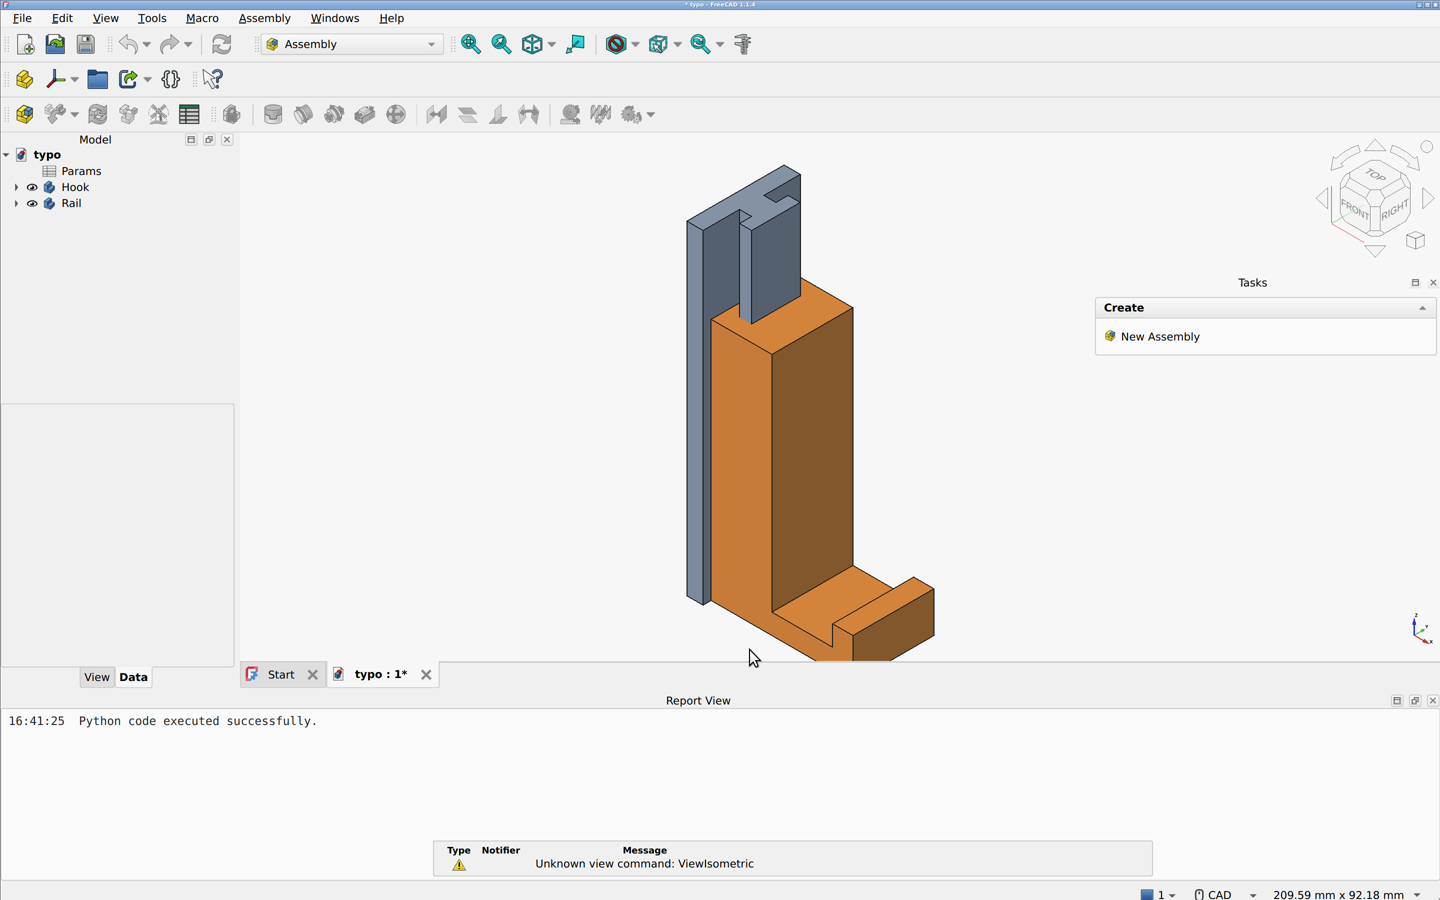 * typo - FreeCAD 1.1.4
File Edit View Tools Macro Assembly Windows Help
Assembly
Model
typo
Params
Hook
Rail
TOP
FRONT
RIGHT
Tasks
Create
New Assembly
Z
Y
X
View Data
Start
typo : 1*
Report View
16:41:25 Python code executed successfully.
Type Notifier Message
Unknown view command: ViewIsometric
1
CAD
209.59 mm x 92.18 mm